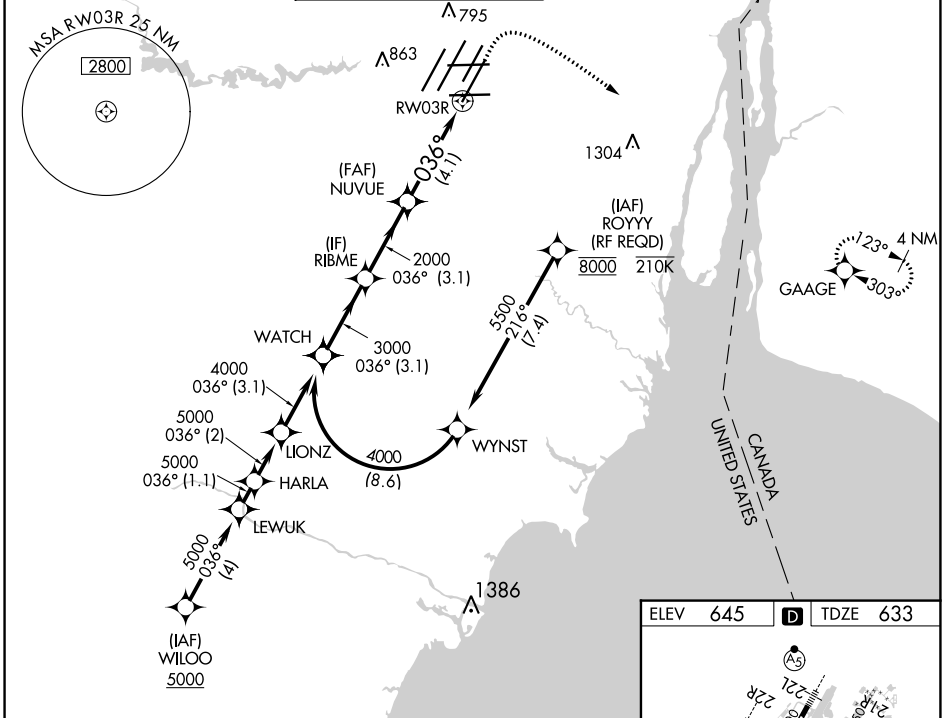 MSA RW03R 25 NM
2800
795
863
RW03R
1304
036°
(4.1)
(FAF)
NUVUE
(IF)
RIBME
2000
036° (3.1)
(IAF)
ROYYY
(RF REQD)
8000 210K
123°
4 NM
303°
GAAGE
5500
216°
(7.4)
WATCH
3000
036° (3.1)
4000
036° (3.1)
5000
036° (2)
LIONZ
5000
036° (1.1)
HARLA
LEWUK
4000
(8.6)
WYNST
CANADA
UNITED STATES
5000
036°
(4)
(IAF)
WILOO
5000
1386
ELEV 645 D TDZE 633
A5
22R
22L
21R